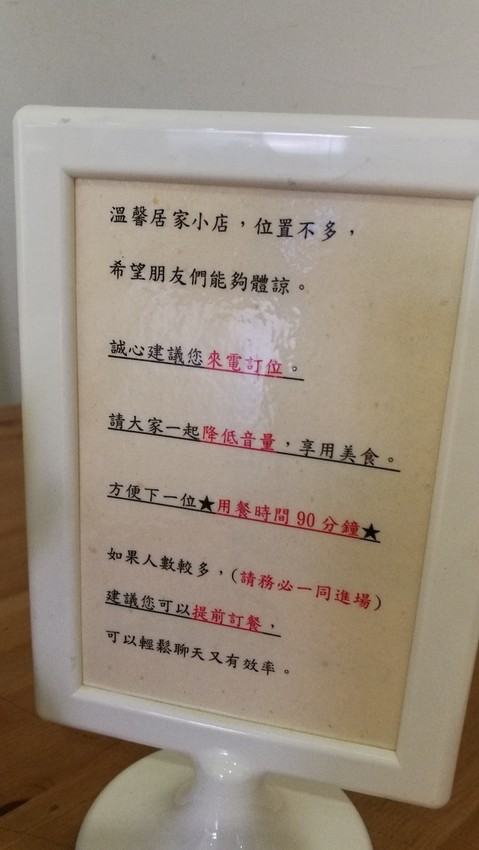 溫馨居家小店，位置不多，
希望朋友們能夠體諒。
誠心建議您來電訂位。
請大家一起降低音量，享用美食。
方便下一位★用餐時間90分鐘★
如果人數較多，(請務必一同進場)
建議您可以提前訂餐，
可以輕鬆聊天又有效率。